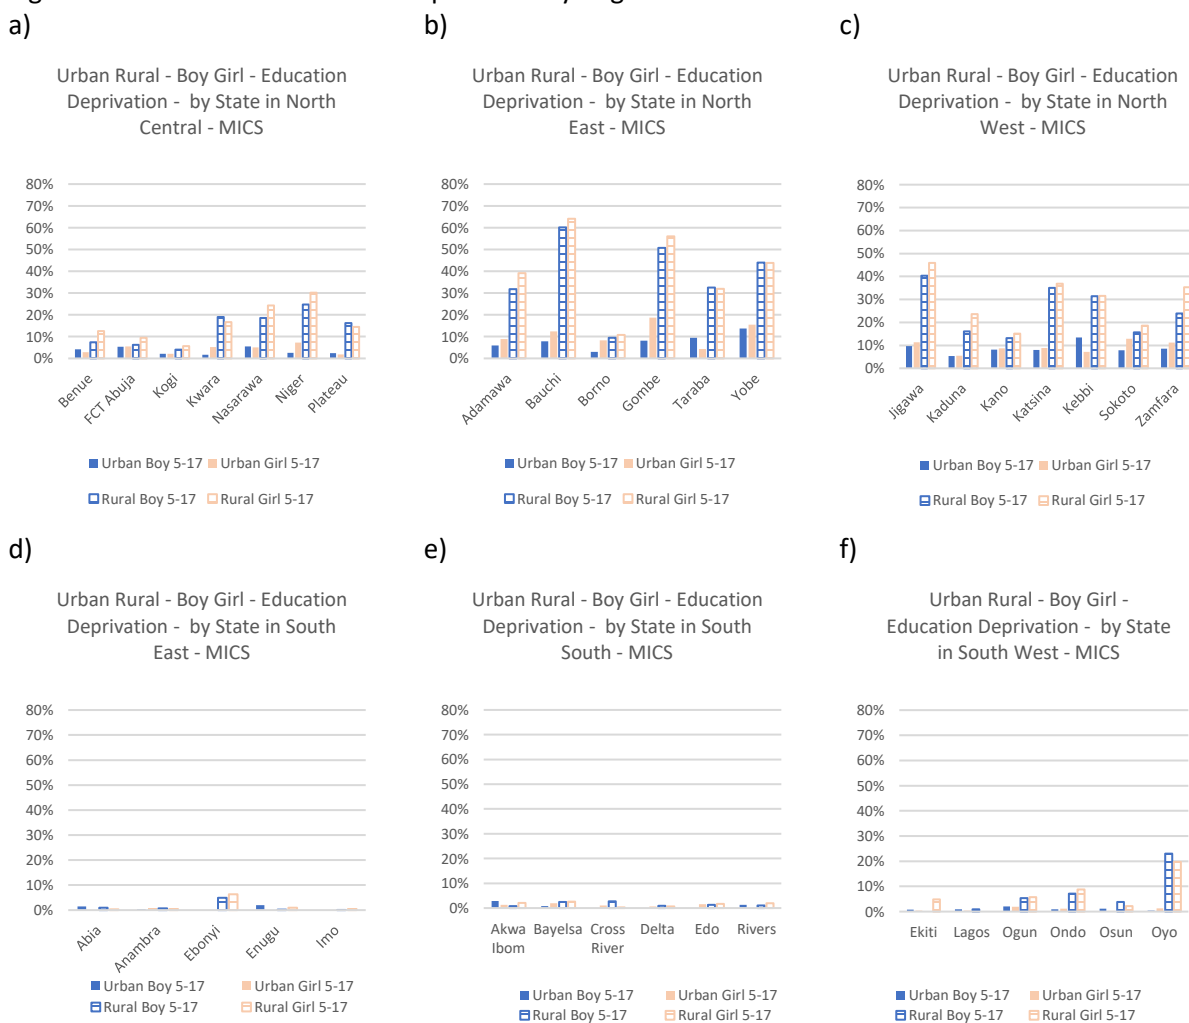 a)
b)
c)
Urban Rural - Boy Girl - Education
Deprivation - by State in North
Central - MICS
80%
70%
60%
50%
40%
30%
20%
10%
0%
Benue
FCT Abuja
Kogi
Kwara
Nasarawa
Niger
Plateau
Urban Boy 5-17 Urban Girl 5-17
Rural Boy 5-17 Rural Girl 5-17
Urban Rural - Boy Girl - Education
Deprivation - by State in North
East - MICS
80%
70%
60%
50%
40%
30%
20%
10%
0%
Adamawa
Bauchi
Borno
Gombe
Taraba
Yobe
Urban Boy 5-17 Urban Girl 5-17
Rural Boy 5-17 Rural Girl 5-17
Urban Rural - Boy Girl - Education
Deprivation - by State in North
West - MICS
80%
70%
60%
50%
40%
30%
20%
10%
0%
Jigawa
Kaduna
Kano
Katsina
Kebbi
Sokoto
Zamfara
Urban Boy 5-17 Urban Girl 5-17
Rural Boy 5-17 Rural Girl 5-17
d)
e)
f)
Urban Rural - Boy Girl - Education
Deprivation - by State in South
East - MICS
80%
70%
60%
50%
40%
30%
20%
10%
0%
Abia
Anambra
Ebonyi
Enugu
Imo
Urban Boy 5-17 Urban Girl 5-17
Rural Boy 5-17 Rural Girl 5-17
Urban Rural - Boy Girl - Education
Deprivation - by State in South
South - MICS
80%
70%
60%
50%
40%
30%
20%
10%
0%
Akwa Bayelsa Cross Delta Edo Rivers
Ibom River
Urban Boy 5-17 Urban Girl 5-17
Rural Boy 5-17 Rural Girl 5-17
Urban Rural - Boy Girl -
Education Deprivation - by State
in South West - MICS
80%
70%
60%
50%
40%
30%
20%
10%
0%
Ekiti Lagos Ogun Ondo Osun Oyo
Urban Boy 5-17 Urban Girl 5-17
Rural Boy 5-17 Rural Girl 5-17